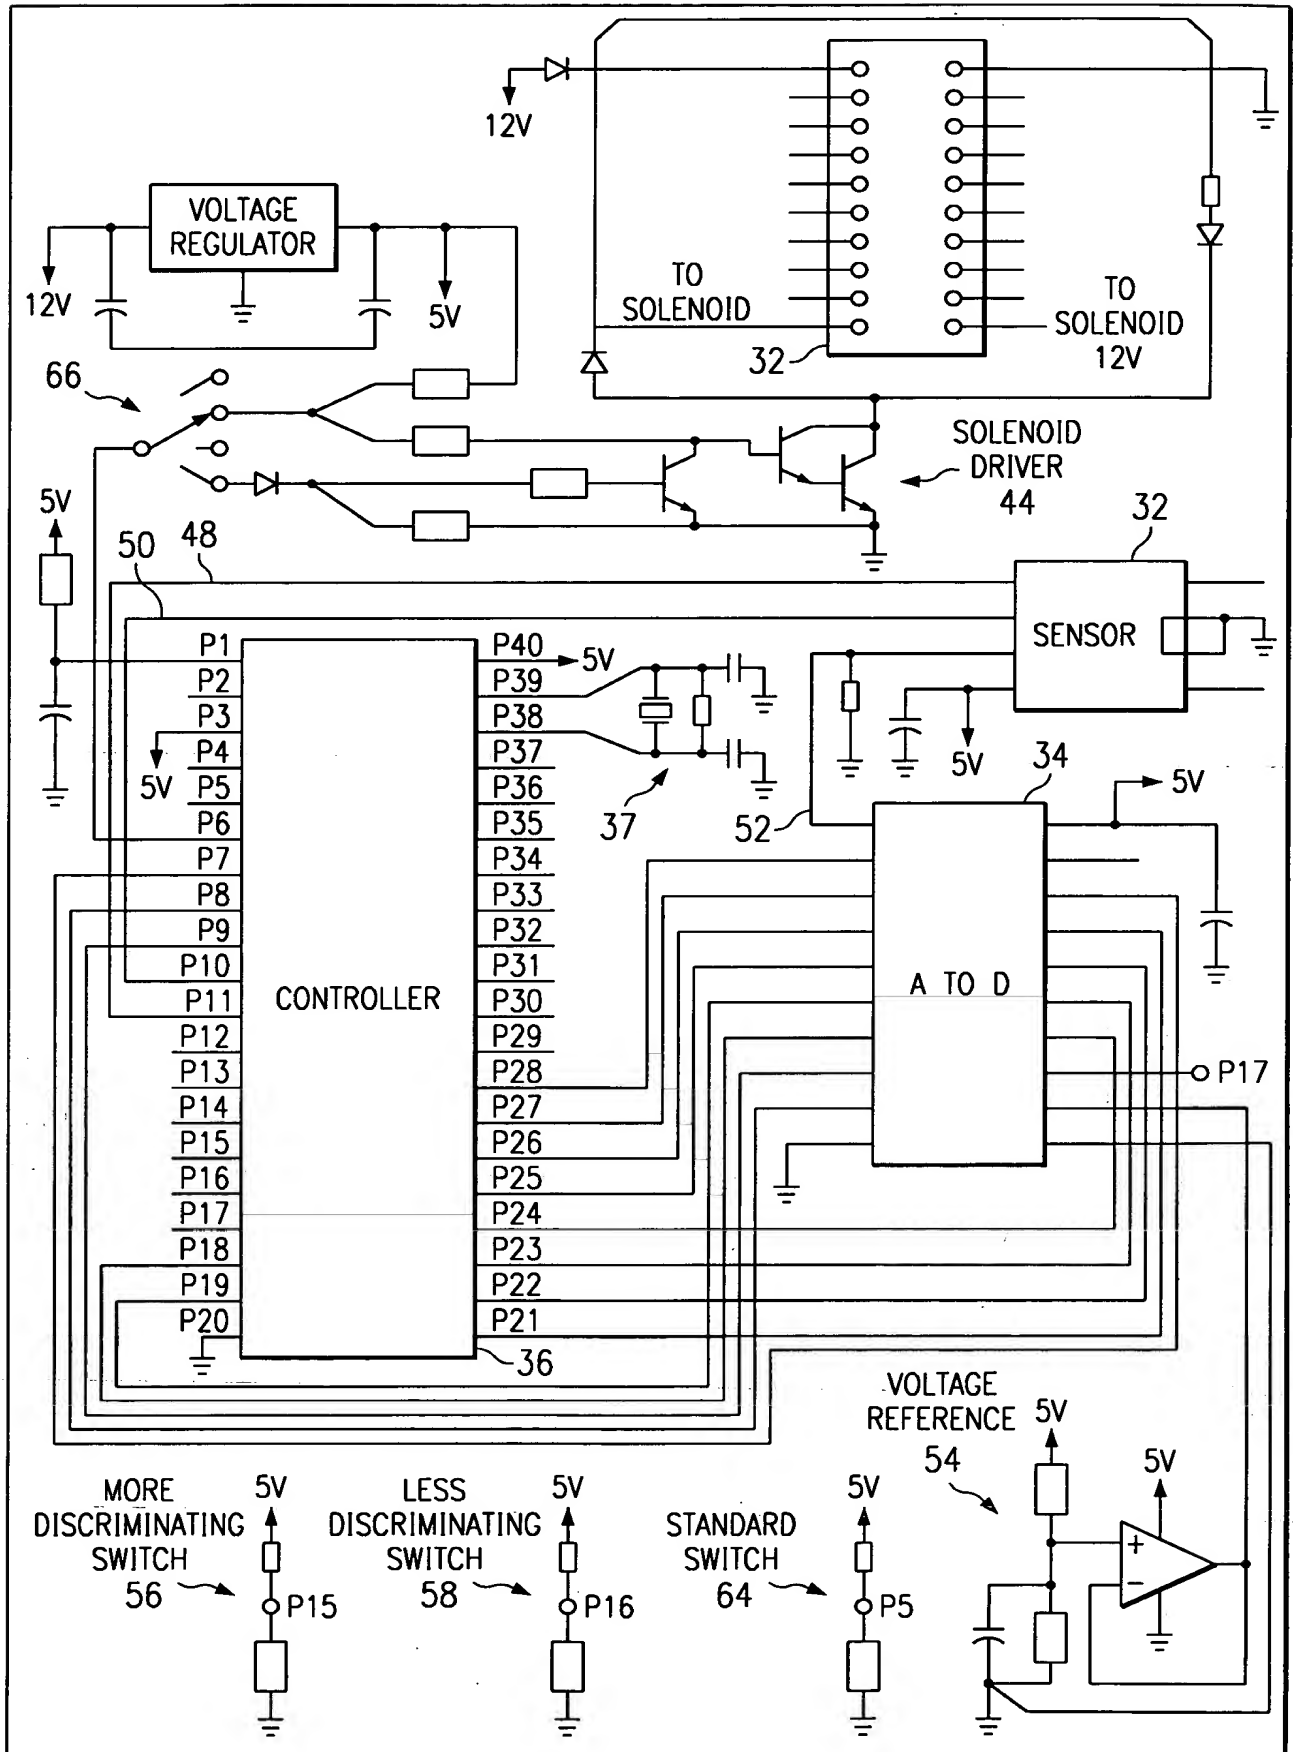 12V
VOLTAGE
REGULATOR
12V
5V
TO
SOLENOID
TO
SOLENOID
12V
32
66
SOLENOID
DRIVER
44
5V
50
48
32
SENSOR
P1
P2
P3
P4
5V
P5
P6
P7
P8
P9
P10
P11
P12
P13
P14
P15
P16
P17
P18
P19
P20
CONTROLLER
P40
5V
P39
P38
P37
P36
P35
P34
P33
P32
P31
P30
P29
P28
P27
P26
P25
P24
P23
P22
P21
36
37
5V
34
5V
52
A TO D
P17
VOLTAGE
REFERENCE
54
5V
5V
+
−
MORE
DISCRIMINATING
SWITCH
56
5V
P15
LESS
DISCRIMINATING
SWITCH
58
5V
P16
STANDARD
SWITCH
64
5V
P5